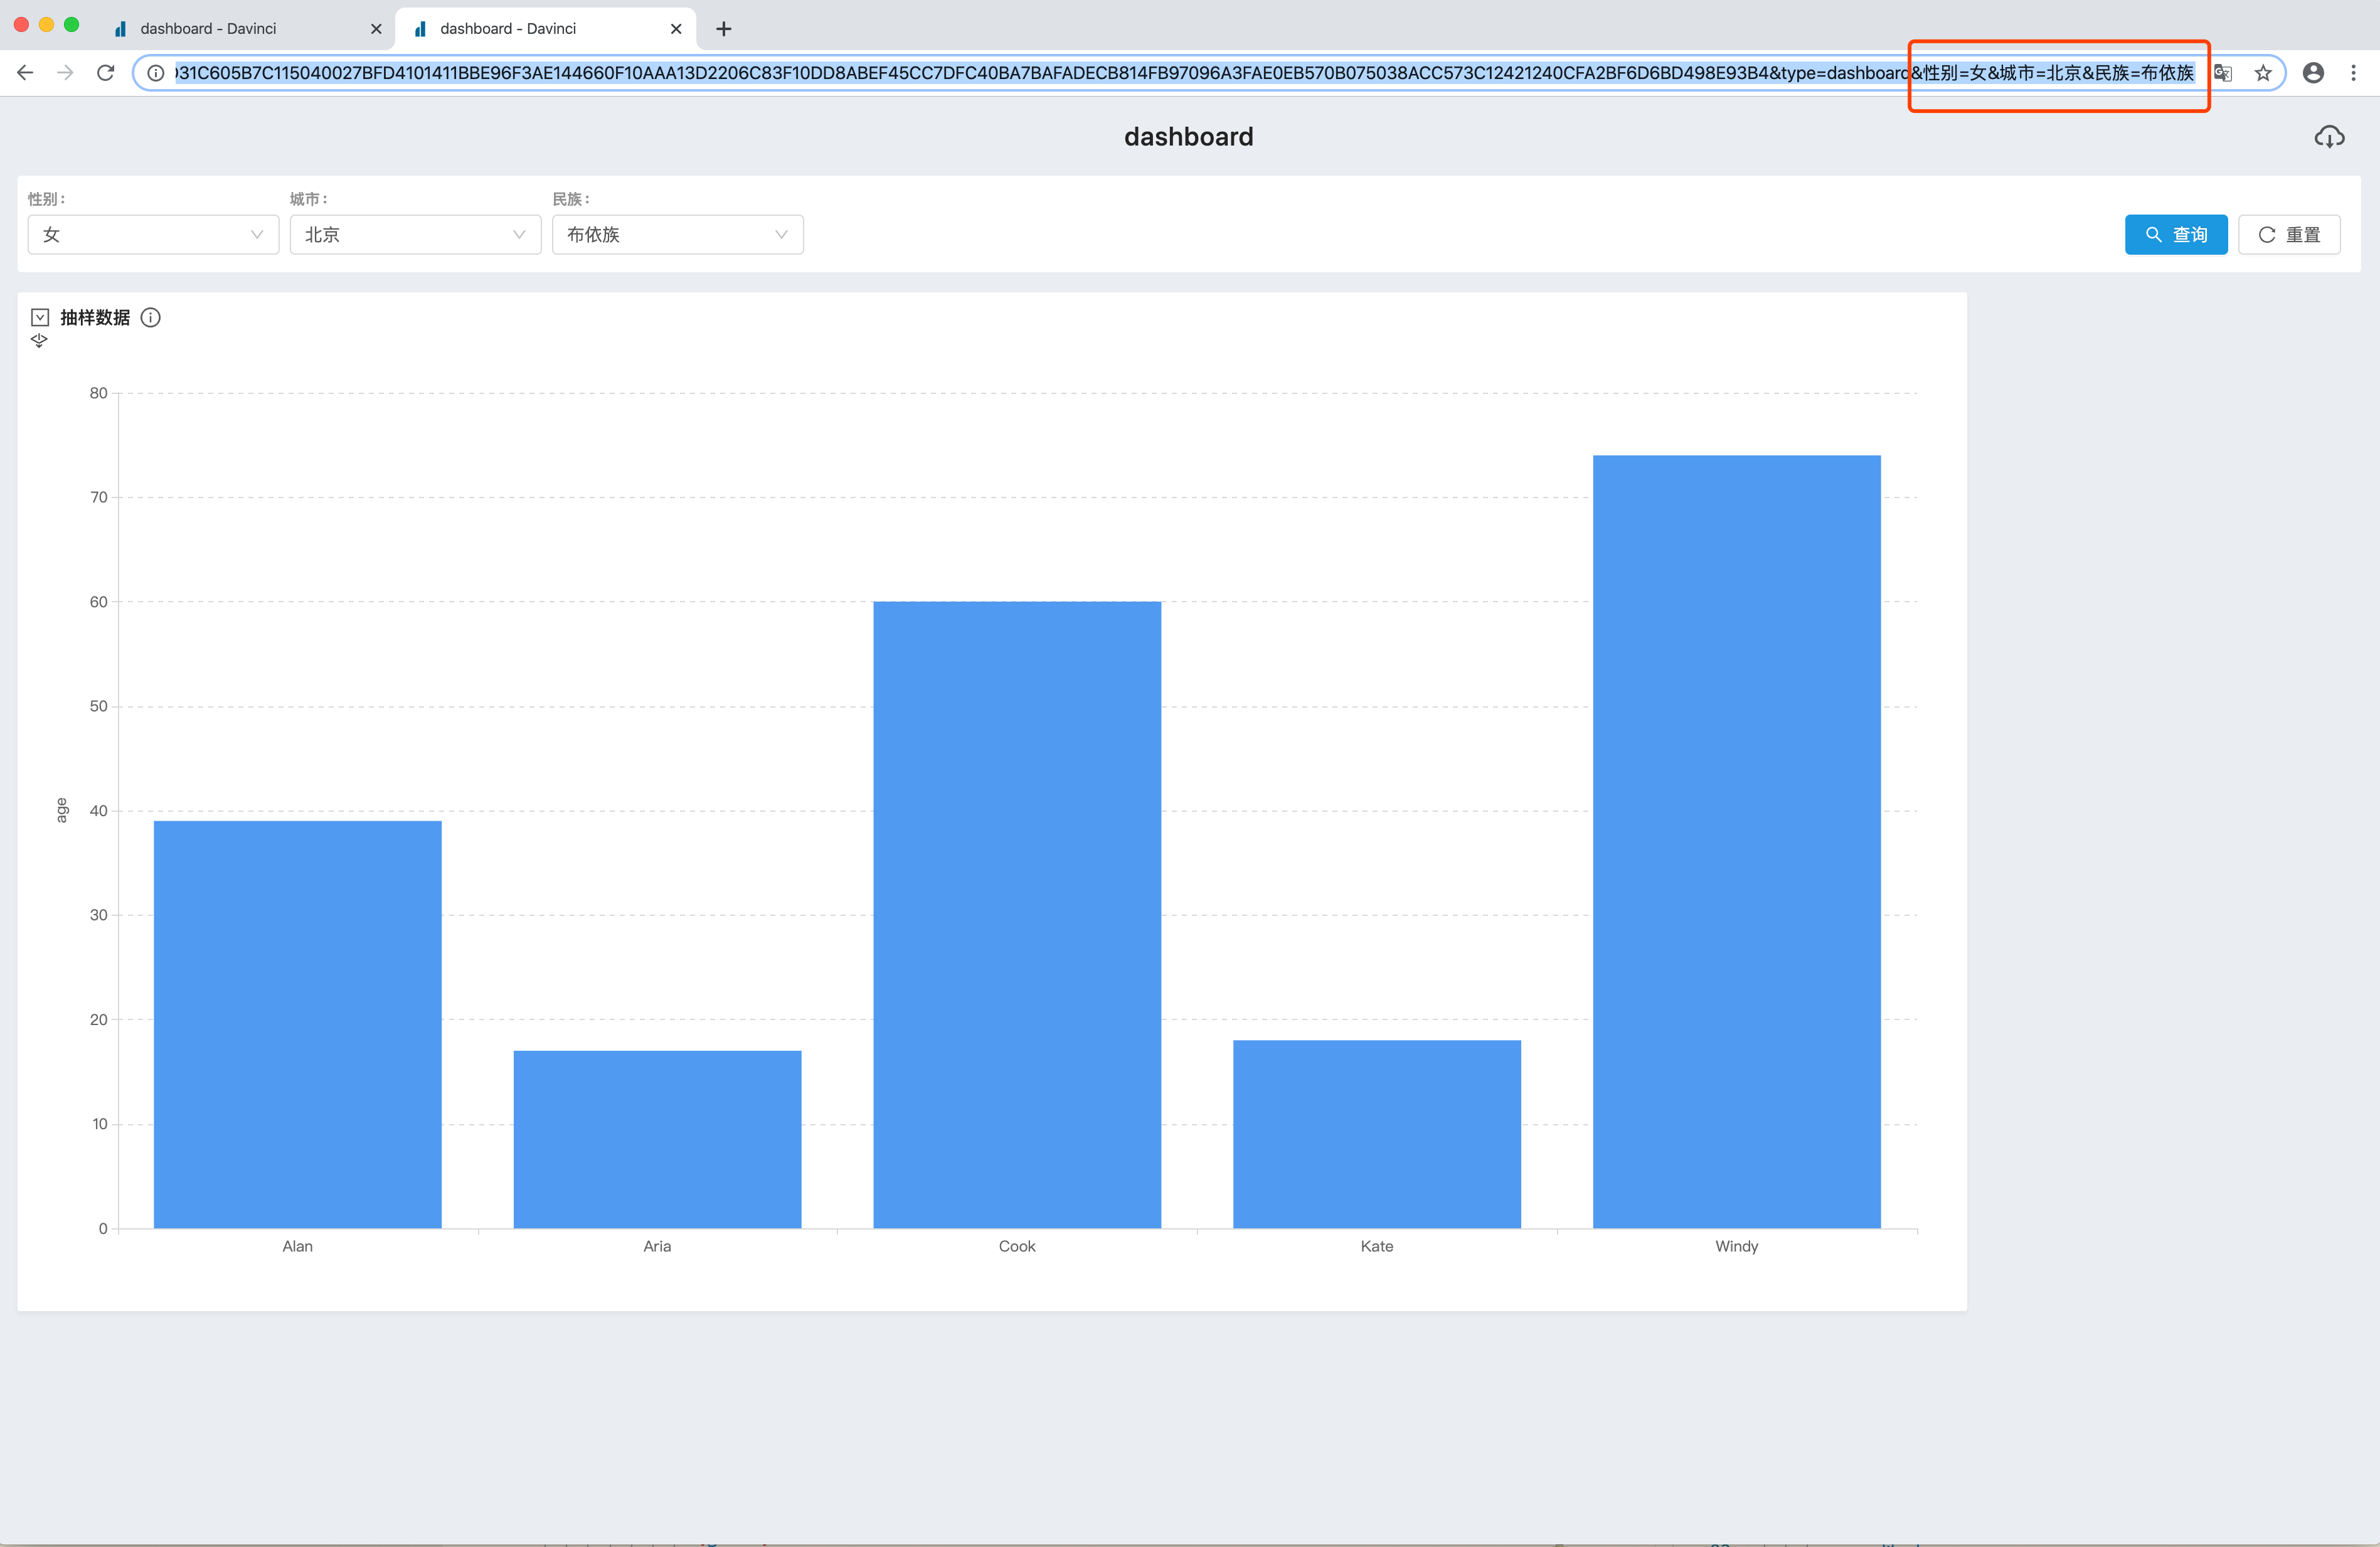 dashboard - Davinci
dashboard - Davinci
031C605B7C115040027BFD4101411BBE96F3AE144660F10AAA13D2206C83F10DD8ABEF45CC7DFC40BA7BAFADECB814FB97096A3FAE0EB570B075038ACC573C12421240CFA2BF6D6BD498E93B4&type=dashboard&性别=女&城市=北京&民族=布依族
dashboard
性别：
城市：
民族：
女
北京
布依族
查询
重置
抽样数据
80
70
60
50
40
30
20
10
0
age
Alan
Aria
Cook
Kate
Windy